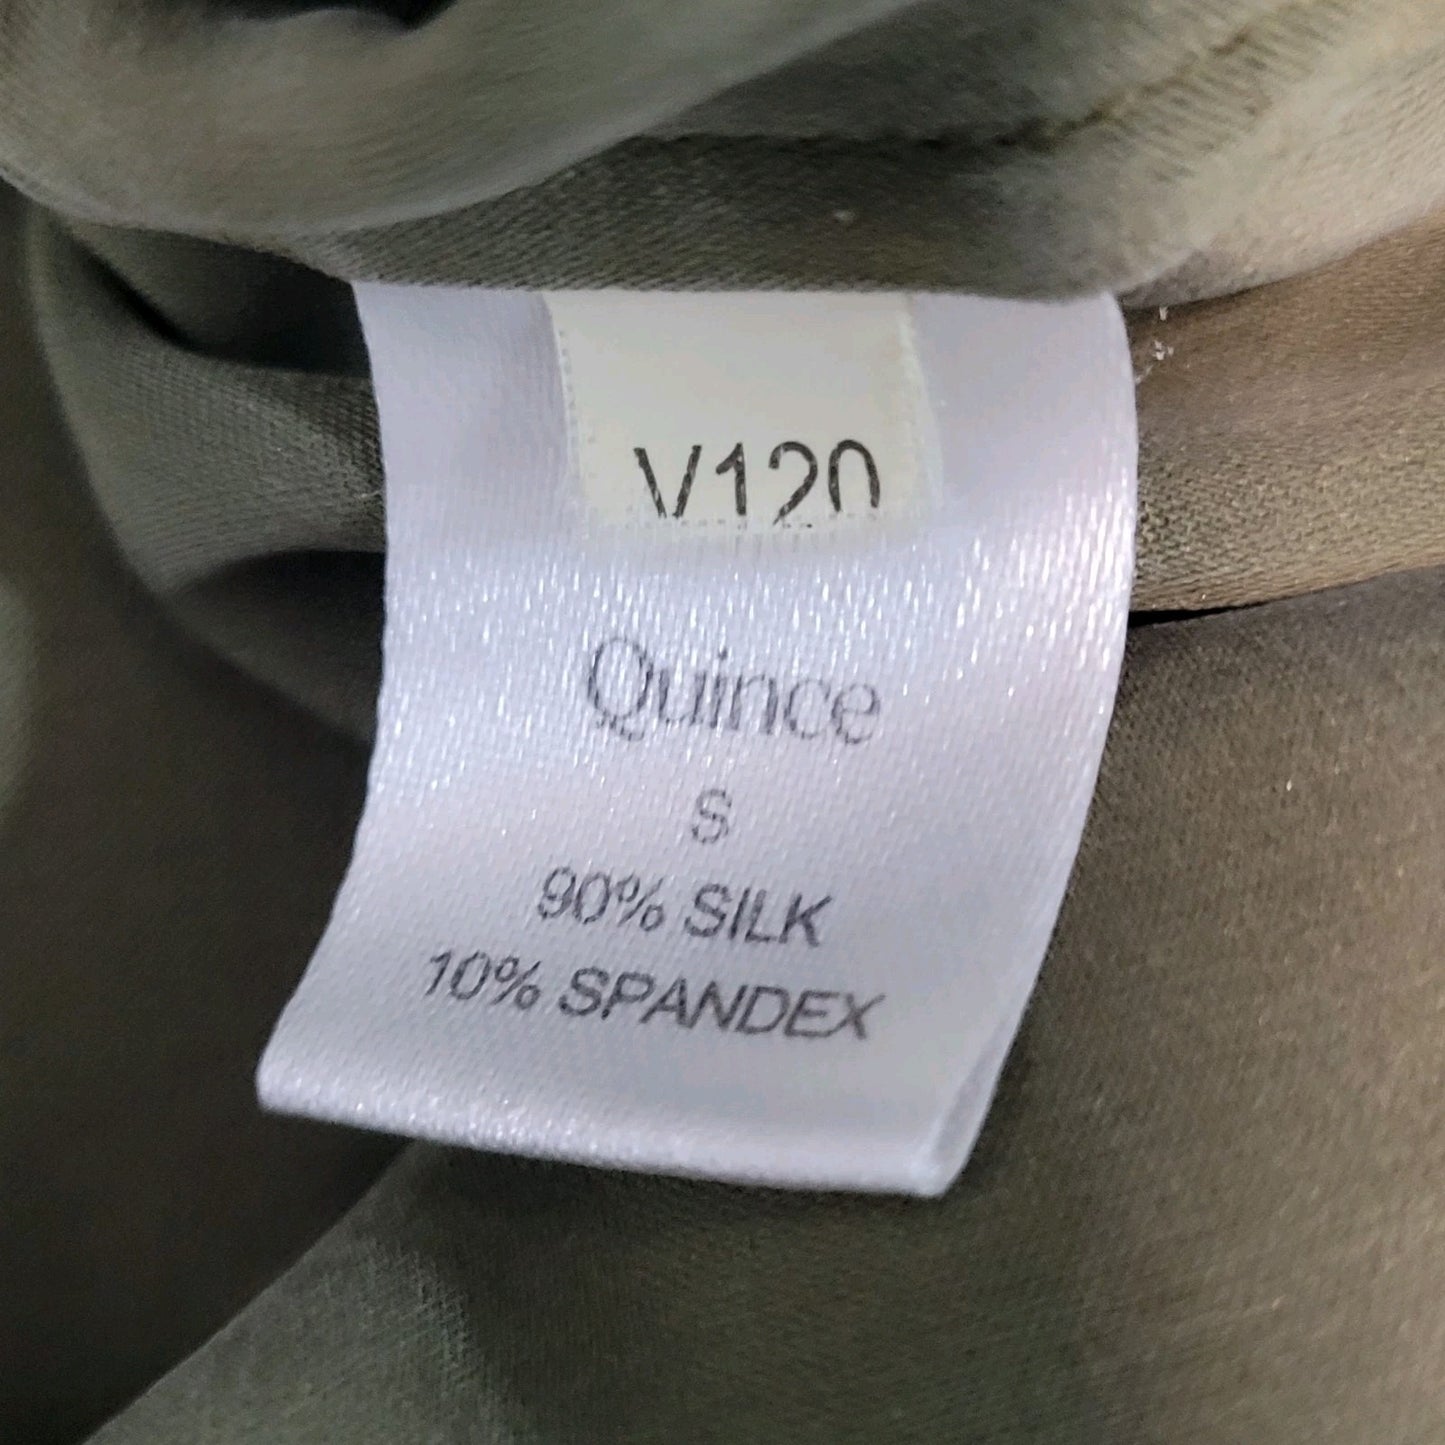 V120
Quince
S
90% SILK
10% SPANDEX